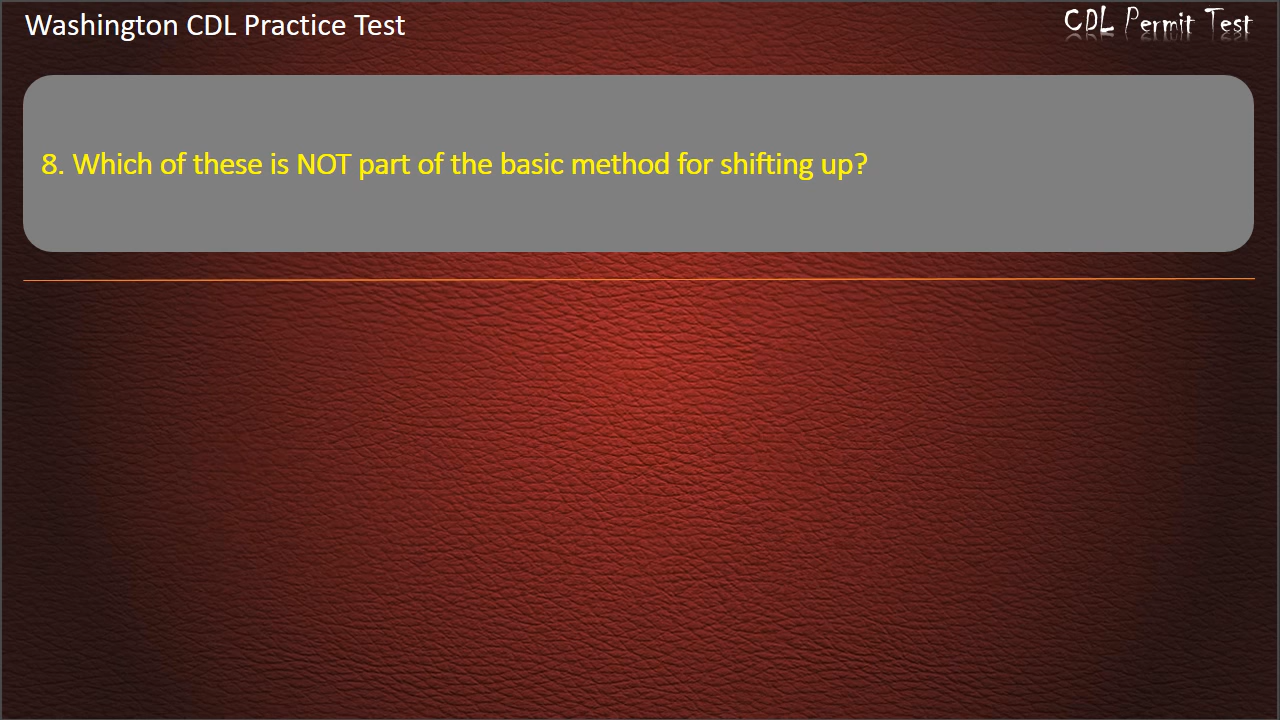 Washington CDL Practice Test
CDL Permit Test
8. Which of these is NOT part of the basic method for shifting up?